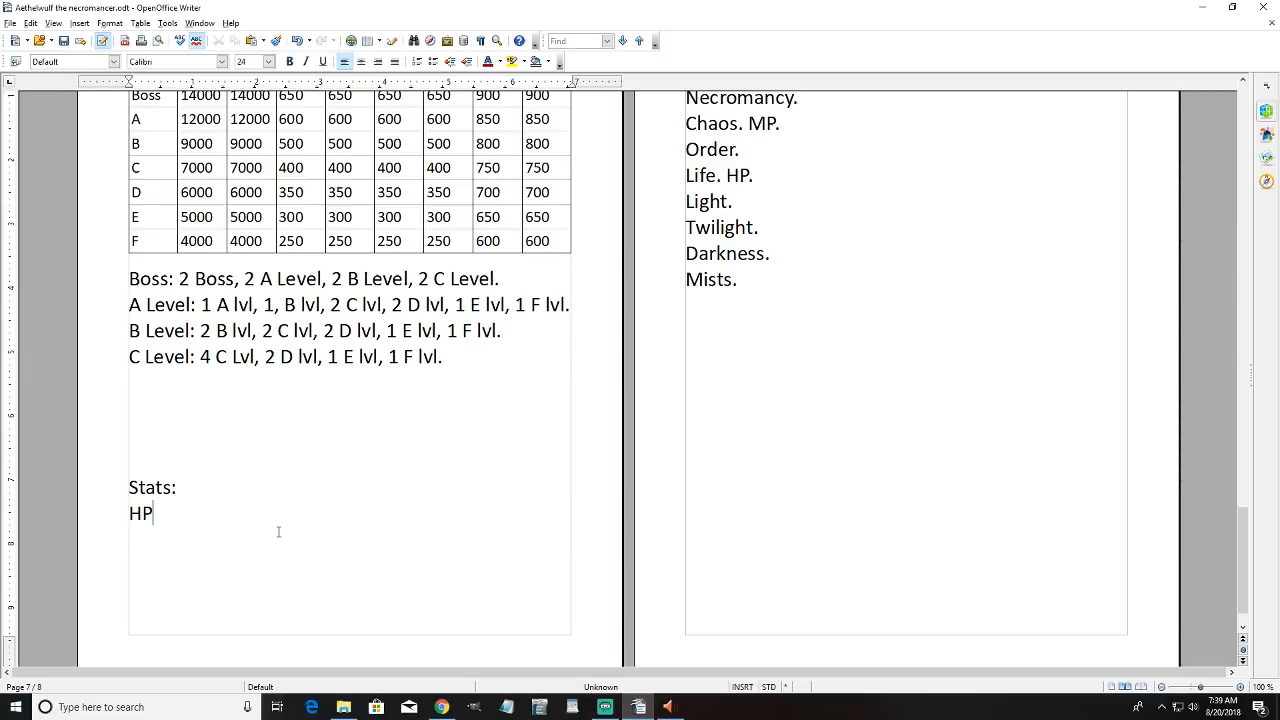 Aethelwulf the necromancer.odt - OpenOffice Writer
File Edit View Insert Format Table Tools Window Help
Find
Default Calibri 24
Boss 14000 14000 650 650 650 650 900 900
A 12000 12000 600 600 600 600 850 850
B 9000 9000 500 500 500 500 800 800
C 7000 7000 400 400 400 400 750 750
D 6000 6000 350 350 350 350 700 700
E 5000 5000 300 300 300 300 650 650
F 4000 4000 250 250 250 250 600 600
Boss: 2 Boss, 2 A Level, 2 B Level, 2 C Level.
A Level: 1 A lvl, 1, B lvl, 2 C lvl, 2 D lvl, 1 E lvl, 1 F lvl.
B Level: 2 B lvl, 2 C lvl, 2 D lvl, 1 E lvl, 1 F lvl.
C Level: 4 C Lvl, 2 D lvl, 1 E lvl, 1 F lvl.
Stats:
HP
Necromancy.
Chaos. MP.
Order.
Life. HP.
Light.
Twilight.
Darkness.
Mists.
Page 7 / 8 Default Unknown INSRT STD * 100 %
Type here to search
7:39 AM
8/20/2018